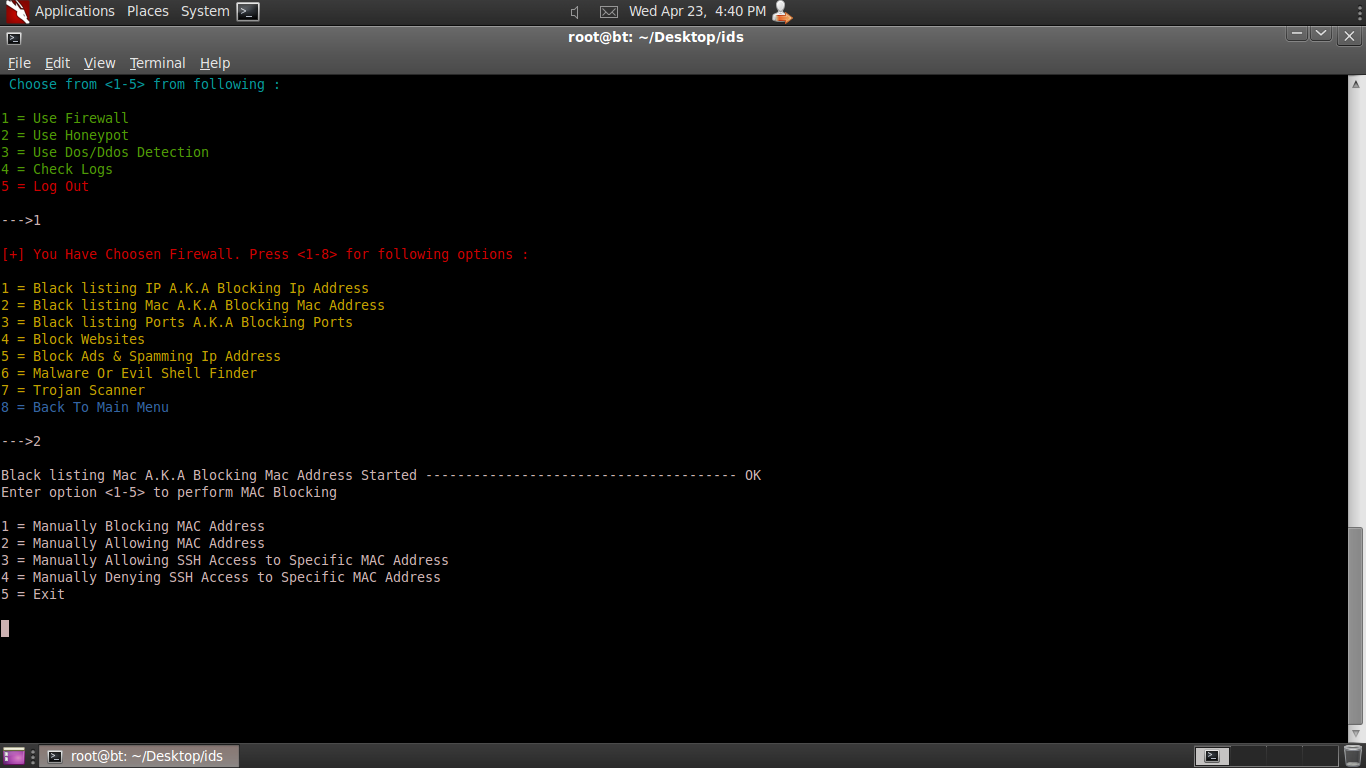 Applications Places System Wed Apr 23, 4:40 PM
root@bt: ~/Desktop/ids
File Edit View Terminal Help
Choose from <1-5> from following :
1 = Use Firewall
2 = Use Honeypot
3 = Use Dos/Ddos Detection
4 = Check Logs
5 = Log Out
--->1
[+] You Have Choosen Firewall. Press <1-8> for following options :
1 = Black listing IP A.K.A Blocking Ip Address
2 = Black listing Mac A.K.A Blocking Mac Address
3 = Black listing Ports A.K.A Blocking Ports
4 = Block Websites
5 = Block Ads & Spamming Ip Address
6 = Malware Or Evil Shell Finder
7 = Trojan Scanner
8 = Back To Main Menu
--->2
Black listing Mac A.K.A Blocking Mac Address Started --------------------------------------- OK
Enter option <1-5> to perform MAC Blocking
1 = Manually Blocking MAC Address
2 = Manually Allowing MAC Address
3 = Manually Allowing SSH Access to Specific MAC Address
4 = Manually Denying SSH Access to Specific MAC Address
5 = Exit
root@bt: ~/Desktop/ids